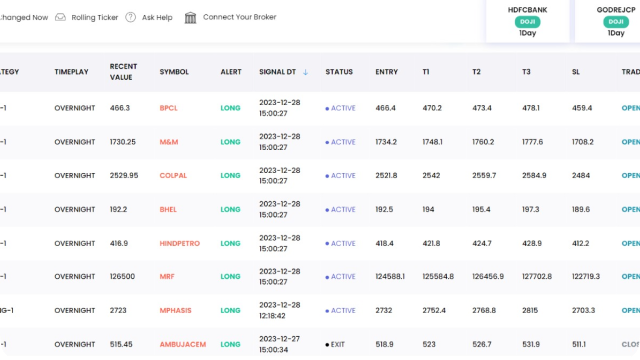 changed Now Rolling Ticker Ask Help Connect Your Broker
HDFCBANK GODREJCP
DOJI DOJI
1Day 1Day
TEGY TIMEPLAY RECENT VALUE SYMBOL ALERT SIGNAL DT ↓ STATUS ENTRY T1 T2 T3 SL TRAD
-1 OVERNIGHT 466.3 BPCL LONG 2023-12-28 15:00:27 ACTIVE 466.4 470.2 473.4 478.1 459.4 OPEN
-1 OVERNIGHT 1730.25 M&M LONG 2023-12-28 15:00:27 ACTIVE 1734.2 1748.1 1760.2 1777.6 1708.2 OPEN
-1 OVERNIGHT 2529.95 COLPAL LONG 2023-12-28 15:00:27 ACTIVE 2521.8 2542 2559.7 2584.9 2484 OPEN
-1 OVERNIGHT 192.2 BHEL LONG 2023-12-28 15:00:27 ACTIVE 192.5 194 195.4 197.3 189.6 OPEN
-1 OVERNIGHT 416.9 HINDPETRO LONG 2023-12-28 15:00:27 ACTIVE 418.4 421.8 424.7 428.9 412.2 OPEN
-1 OVERNIGHT 126500 MRF LONG 2023-12-28 15:00:27 ACTIVE 124588.1 125584.8 126456.9 127702.8 122719.3 OPEN
IG-1 OVERNIGHT 2723 MPHASIS LONG 2023-12-28 12:18:42 ACTIVE 2732 2752.4 2768.8 2815 2703.3 OPEN
-1 OVERNIGHT 515.45 AMBUJACEM LONG 2023-12-27 15:00:34 EXIT 518.9 523 526.7 531.9 511.1 CLOS